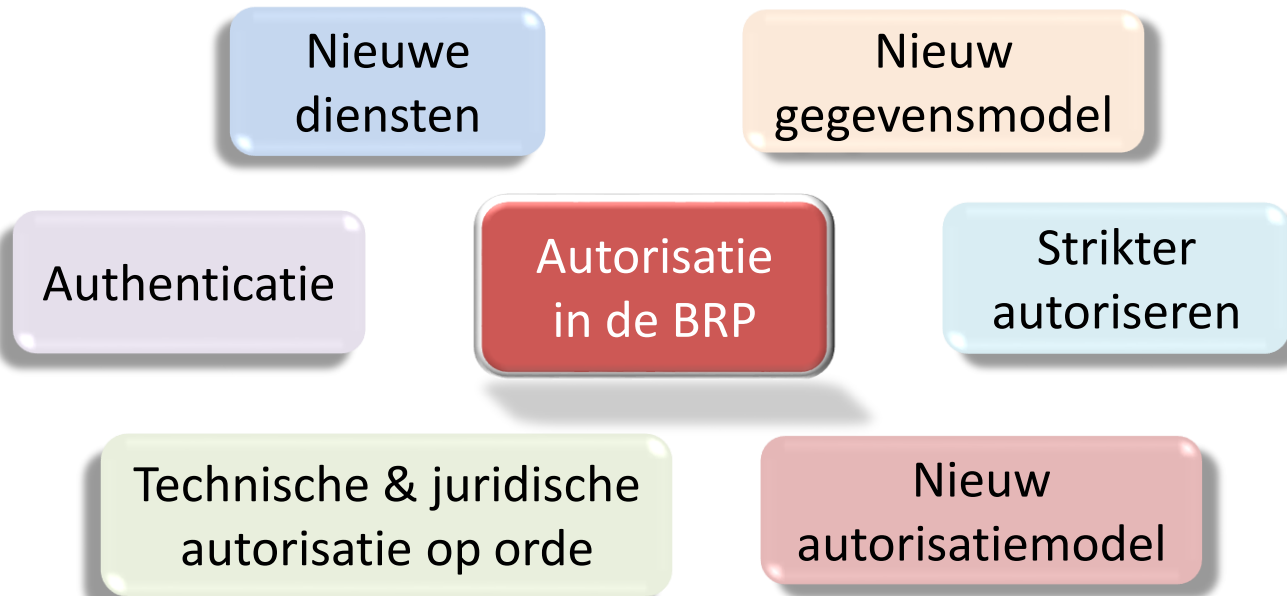 Nieuwe
diensten
Nieuw
gegevensmodel
Authenticatie
Autorisatie
in de BRP
Strikter
autoriseren
Technische & juridische
autorisatie op orde
Nieuw
autorisatiemodel